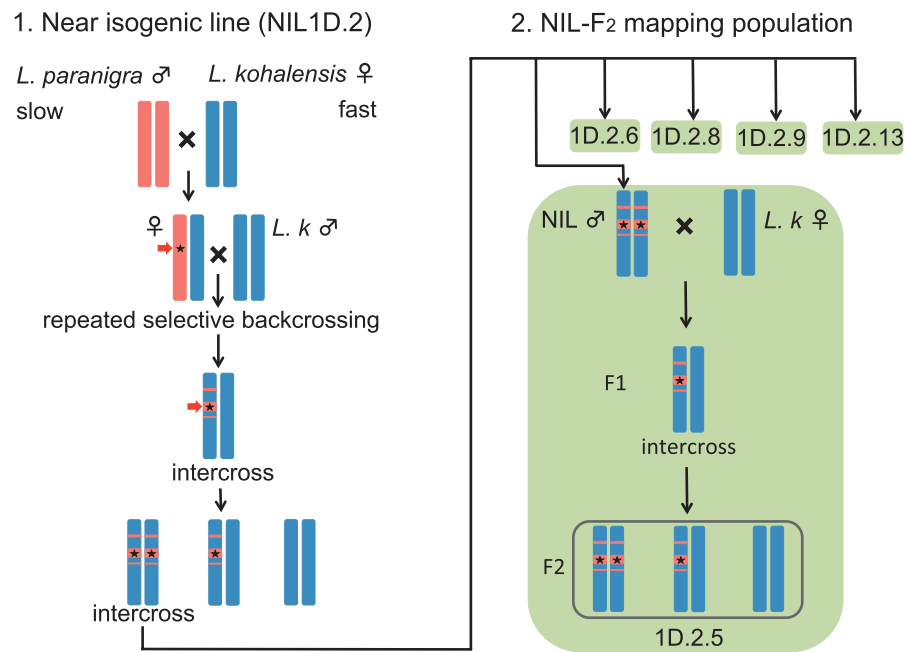 1. Near isogenic line (NIL1D.2)
L. paranigra ♂ L. kohalensis ♀
slow fast
♀ L. k ♂
repeated selective backcrossing
intercross
intercross
2. NIL-F2 mapping population
1D.2.6 1D.2.8 1D.2.9 1D.2.13
NIL ♂ L. k ♀
F1
intercross
F2
1D.2.5